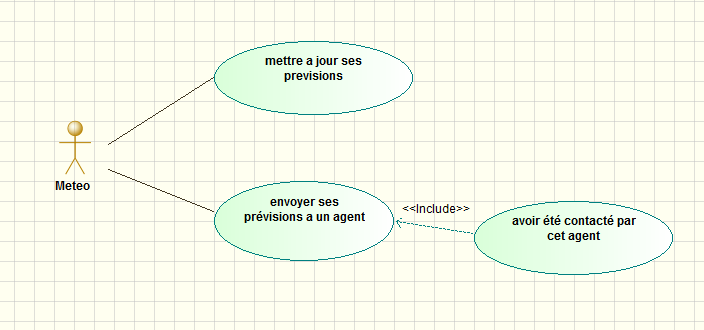 mettre a jour ses
previsions
Meteo
envoyer ses
prévisions a un agent
<<Include>>
avoir été contacté par
cet agent